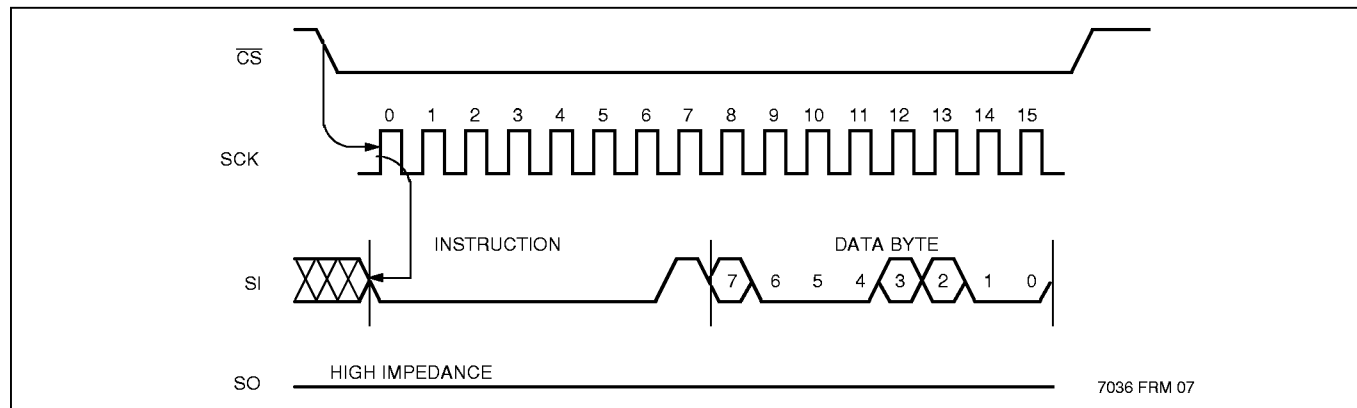 CS
0 1 2 3 4 5 6 7 8 9 10 11 12 13 14 15
SCK
INSTRUCTION DATA BYTE
SI 7 6 5 4 3 2 1 0
HIGH IMPEDANCE
SO
7036 FRM 07